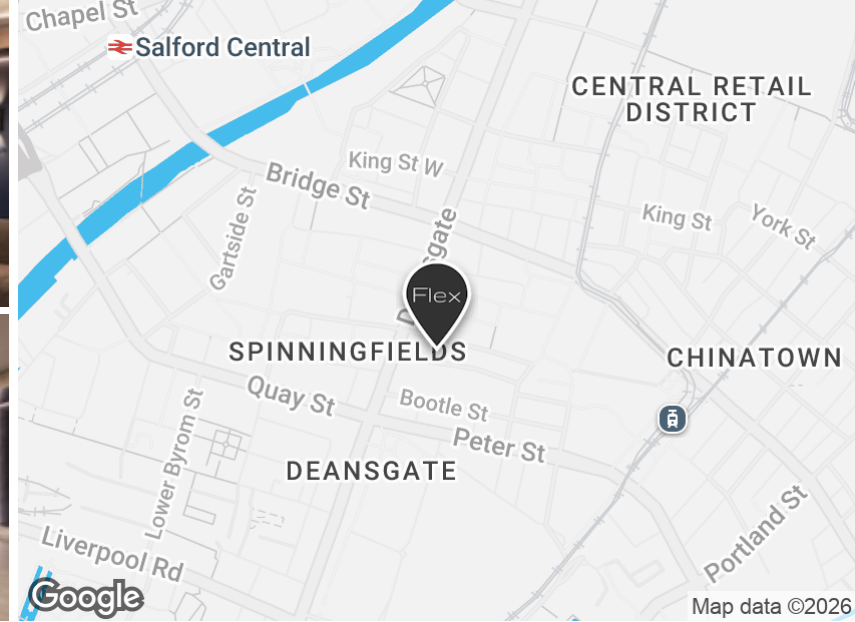 Chapel St
Salford Central
CENTRAL RETAIL
DISTRICT
King St W
Bridge St
Gartside St
King St
York St
Flex
SPINNINGFIELDS
CHINATOWN
Quay St
Bootle St
Peter St
Lower Byrom St
DEANSGATE
Liverpool Rd
Portland St
Google
Map data ©2026